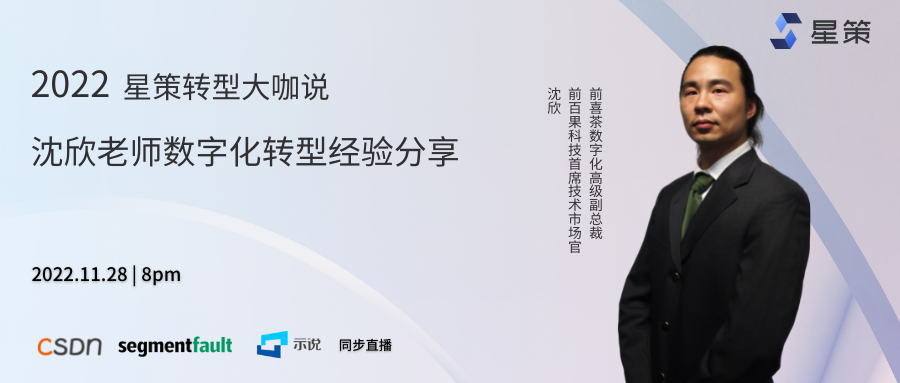 星策
2022 星策转型大咖说
沈欣老师数字化转型经验分享
前喜茶数字化高级副总裁
前百果科技首席技术市场官
沈欣
2022.11.28 | 8pm
CSDN segmentfault 示说 同步直播